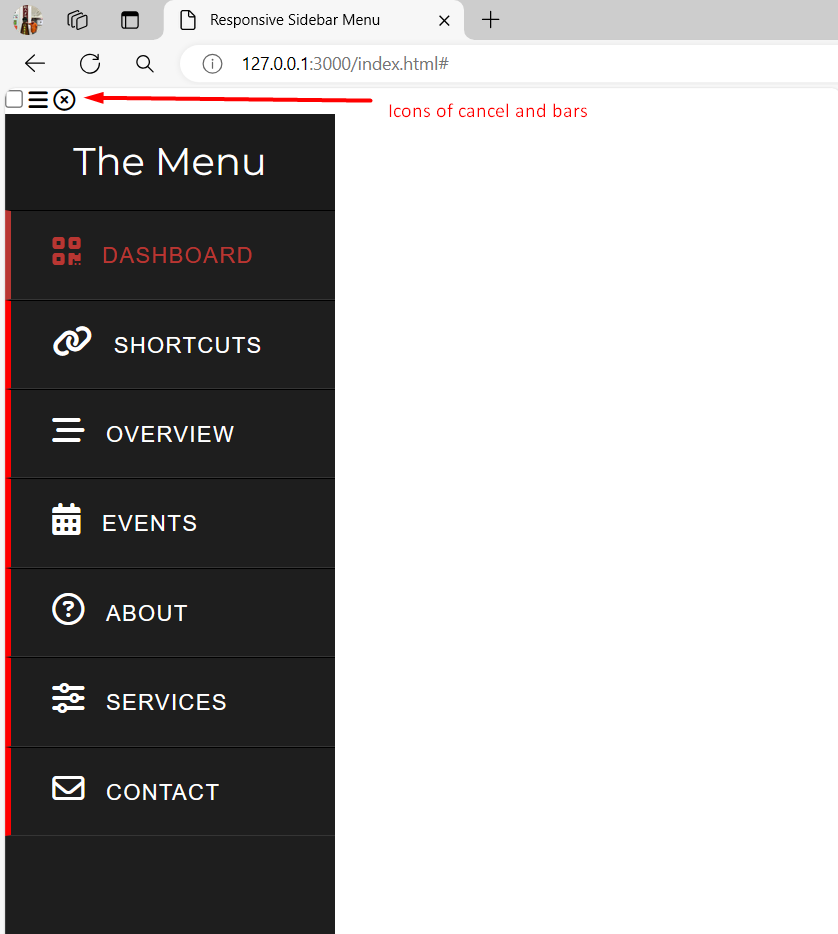 Responsive Sidebar Menu
127.0.0.1:3000/index.html#
Icons of cancel and bars
The Menu
DASHBOARD
SHORTCUTS
OVERVIEW
EVENTS
ABOUT
SERVICES
CONTACT